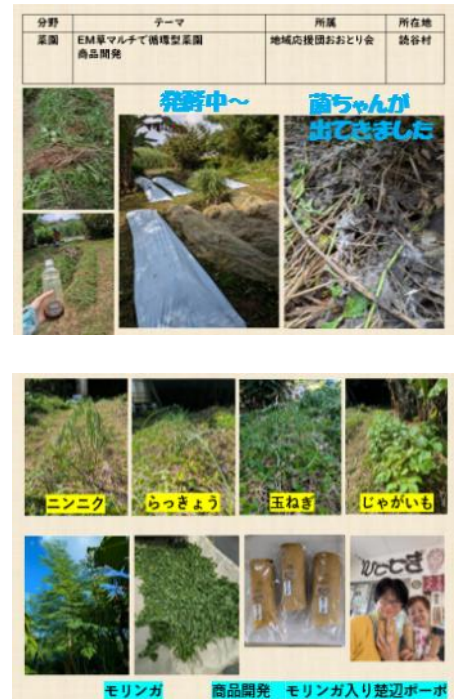 分野 テーマ 所属 所在地
菜園 EM草マルチで循環型菜園 地域応援団おおとり会 読谷村
商品開発
発酵中～ 菌ちゃんが
出てきました
ニンニク らっきょう 玉ねぎ じゃがいも
モリンガ 商品開発 モリンガ入り楚辺ポーポ